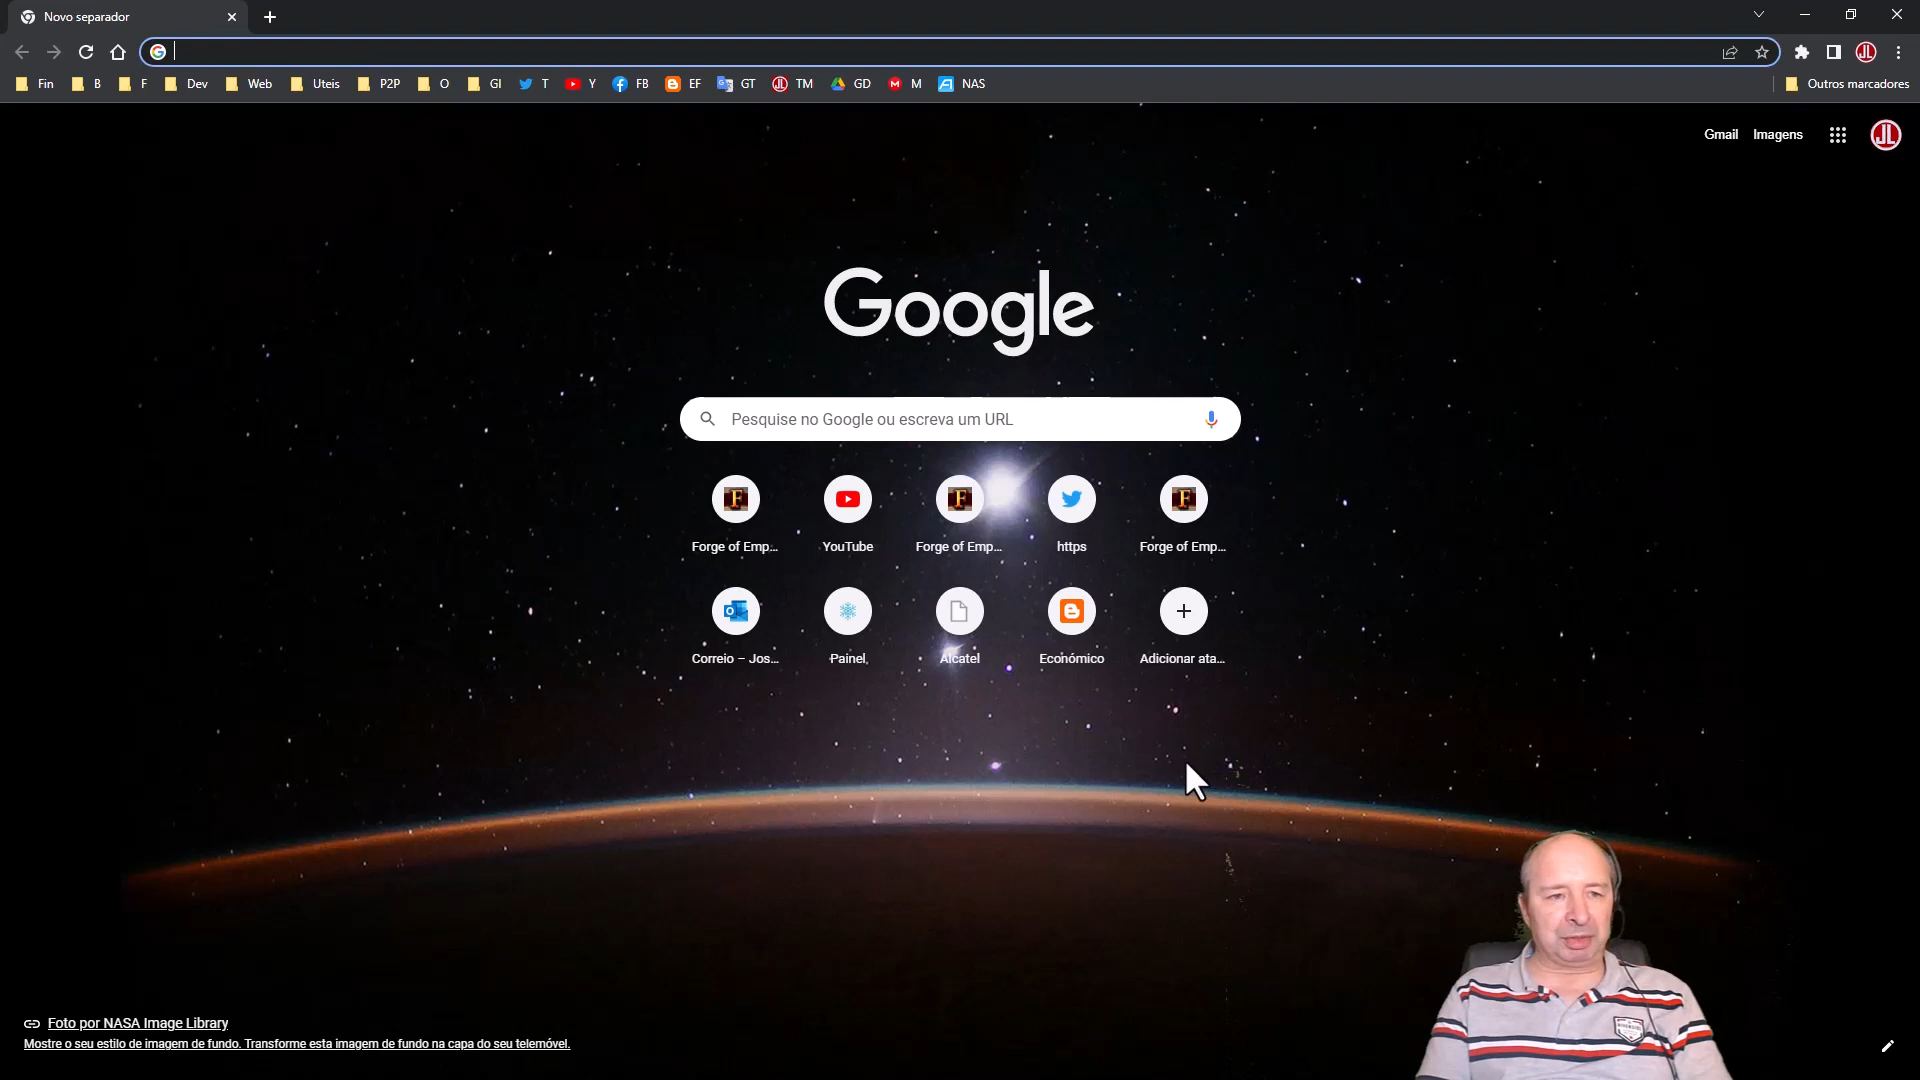 Novo separador
Fin B F Dev Web Uteis P2P O GI T Y FB EF GT TM GD M NAS Outros marcadores
Gmail Imagens JL
Google
Pesquise no Google ou escreva um URL
Forge of Emp... YouTube Forge of Emp... https Forge of Emp...
Correio – Jos... Painel Alcatel Económico Adicionar ata...
Foto por NASA Image Library
Mostre o seu estilo de imagem de fundo. Transforme esta imagem de fundo na capa do seu telemóvel.